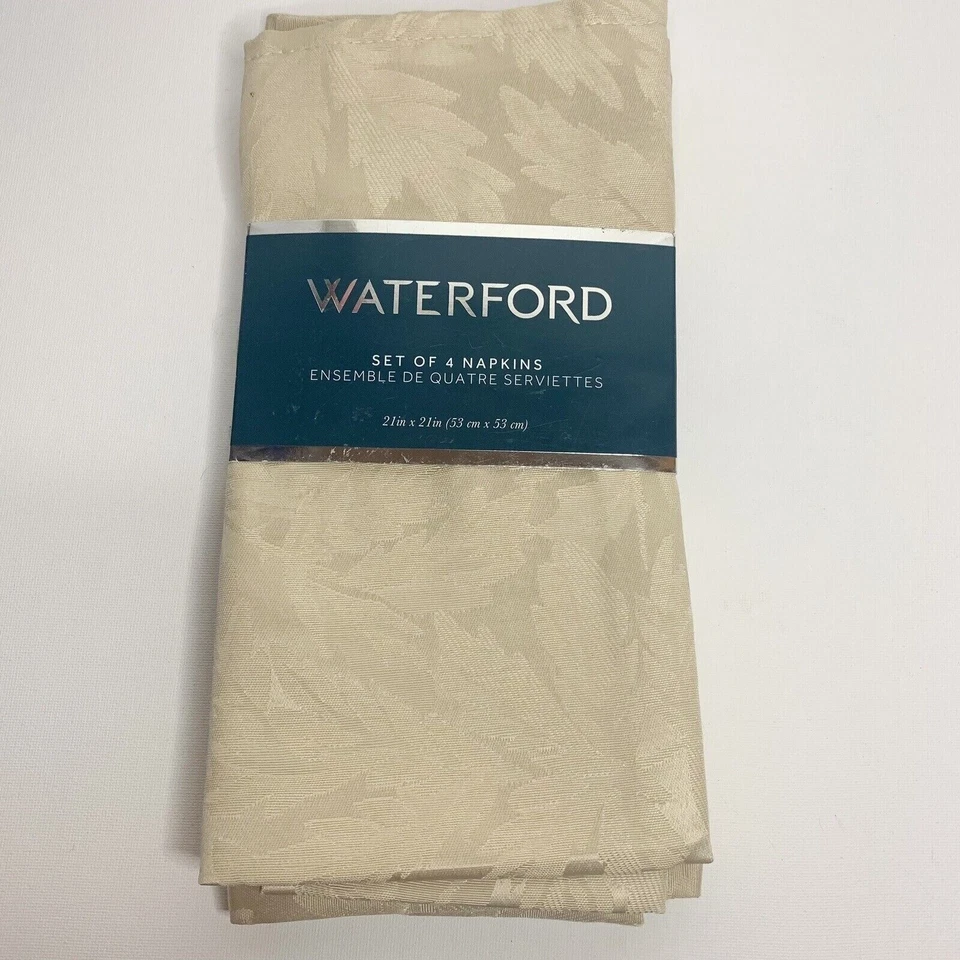 WATERFORD
SET OF 4 NAPKINS
ENSEMBLE DE QUATRE SERVIETTES
21in x 21in (53 cm x 53 cm)